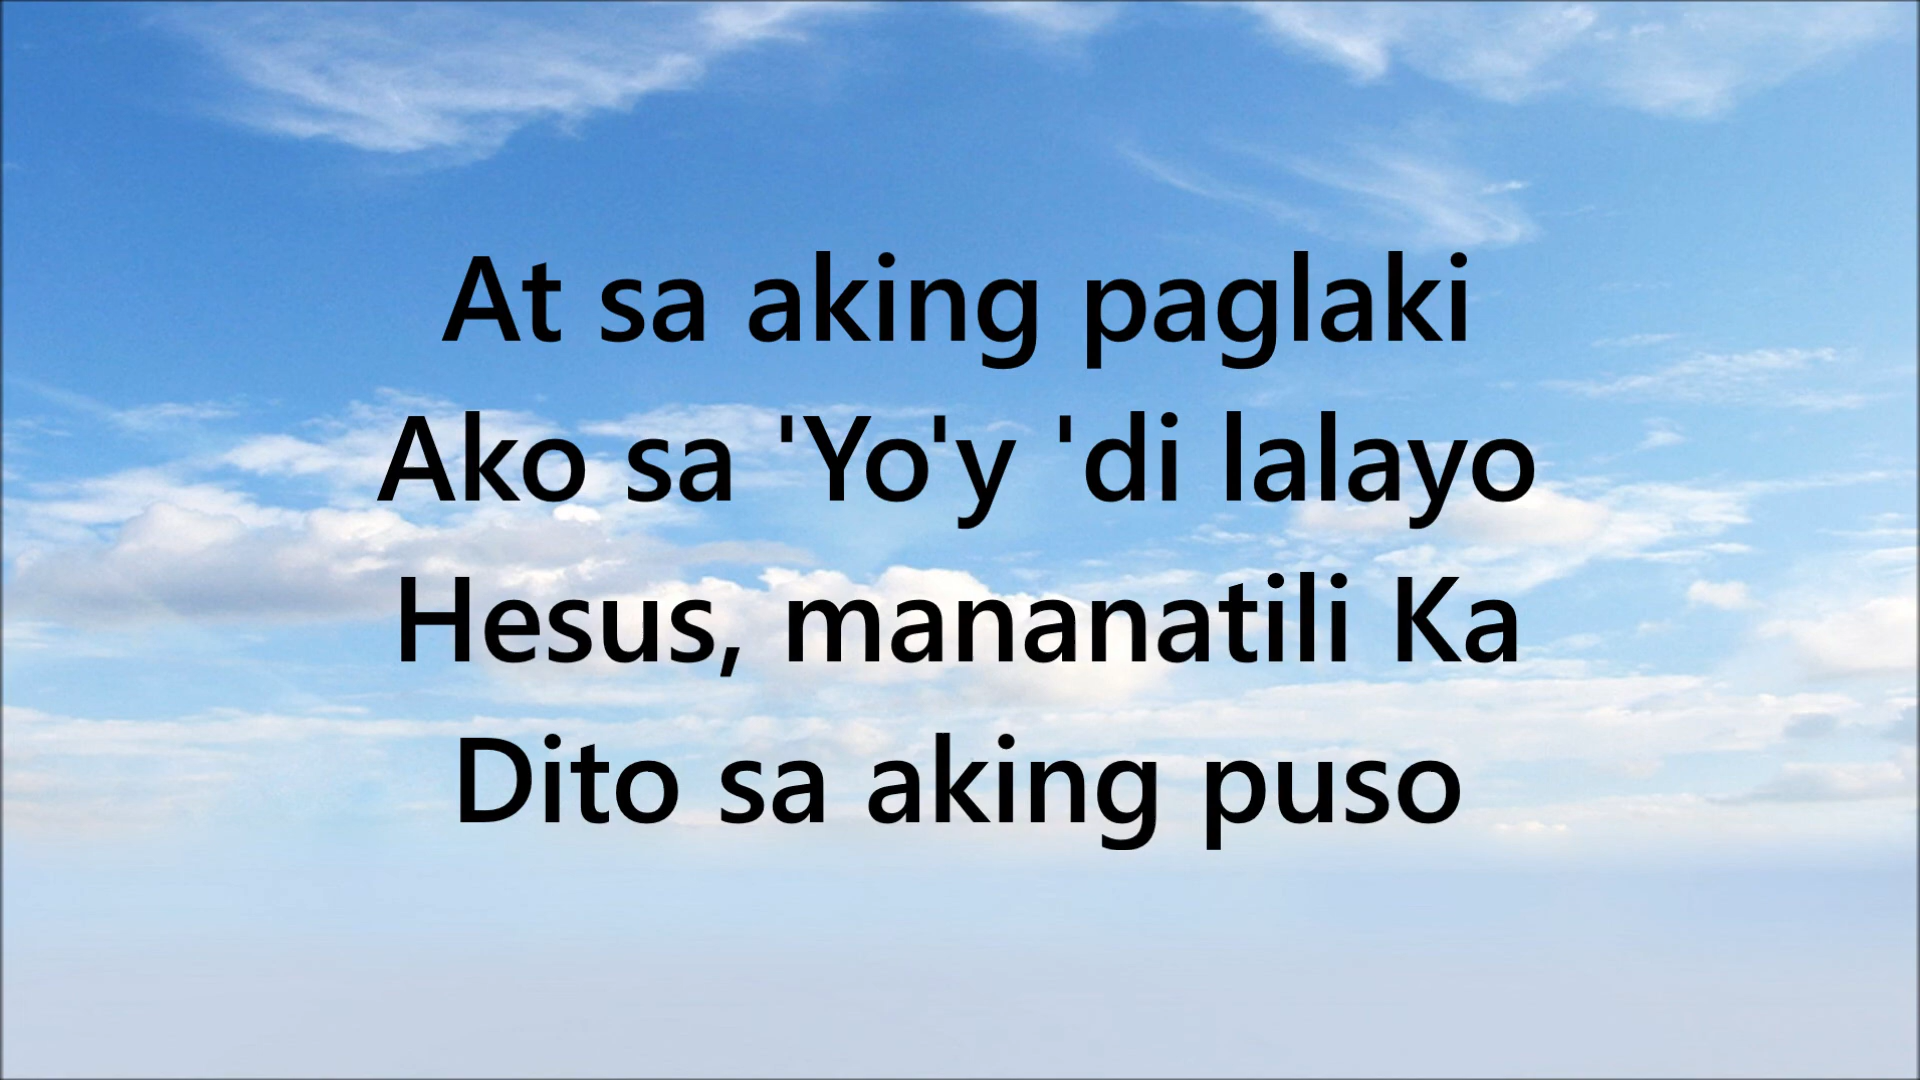 At sa aking paglaki
Ako sa 'Yo'y 'di lalayo
Hesus, mananatili Ka
Dito sa aking puso